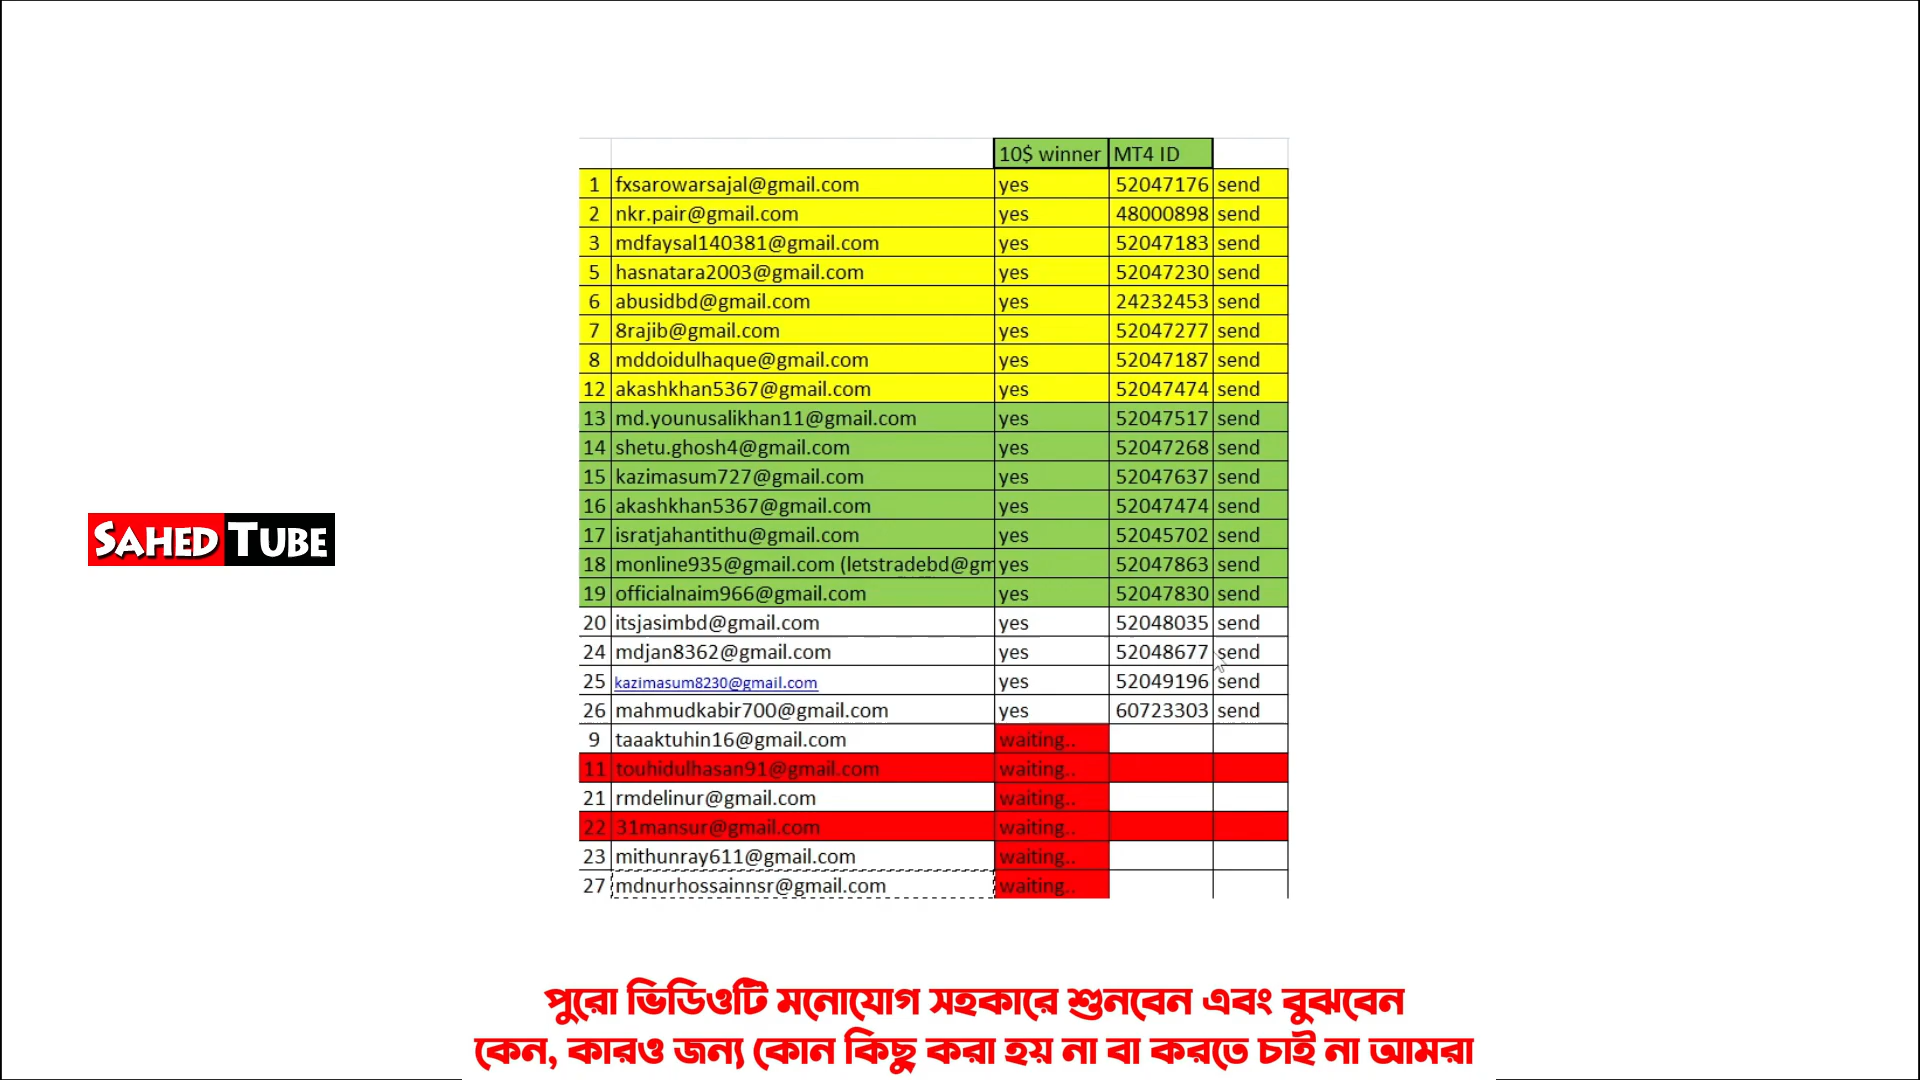 10$ winner MT4 ID
1 fxsarowarsajal@gmail.com yes 52047176 send
2 nkr.pair@gmail.com yes 48000898 send
3 mdfaysal140381@gmail.com yes 52047183 send
5 hasnatara2003@gmail.com yes 52047230 send
6 abusidbd@gmail.com yes 24232453 send
7 8rajib@gmail.com yes 52047277 send
8 mddoidulhaque@gmail.com yes 52047187 send
12 akashkhan5367@gmail.com yes 52047474 send
13 md.younusalikhan11@gmail.com yes 52047517 send
14 shetu.ghosh4@gmail.com yes 52047268 send
15 kazimasum727@gmail.com yes 52047637 send
16 akashkhan5367@gmail.com yes 52047474 send
17 isratjahantithu@gmail.com yes 52045702 send
18 monline935@gmail.com (letstradebd@gm yes 52047863 send
19 officialnaim966@gmail.com yes 52047830 send
20 itsjasimbd@gmail.com yes 52048035 send
24 mdjan8362@gmail.com yes 52048677 send
25 kazimasum8230@gmail.com yes 52049196 send
26 mahmudkabir700@gmail.com yes 60723303 send
9 taaaktuhin16@gmail.com waiting..
11 touhidulhasan91@gmail.com waiting..
21 rmdelinur@gmail.com waiting..
22 31mansur@gmail.com waiting..
23 mithunray611@gmail.com waiting..
27 mdnurhossainnsr@gmail.com waiting..
SAHED TUBE
পুরো ভিডিওটি মনোযোগ সহকারে শুনবেন এবং বুঝবেন
কেন, কারও জন্য কোন কিছু করা হয় না বা করতে চাই না আমরা